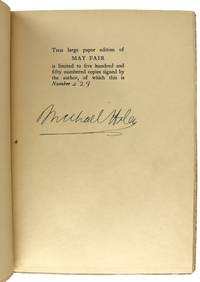 This large paper edition of
MAY FAIR
is limited to five hundred and
fifty numbered copies signed by
the author, of which this is
Number 529
Michael Arlen